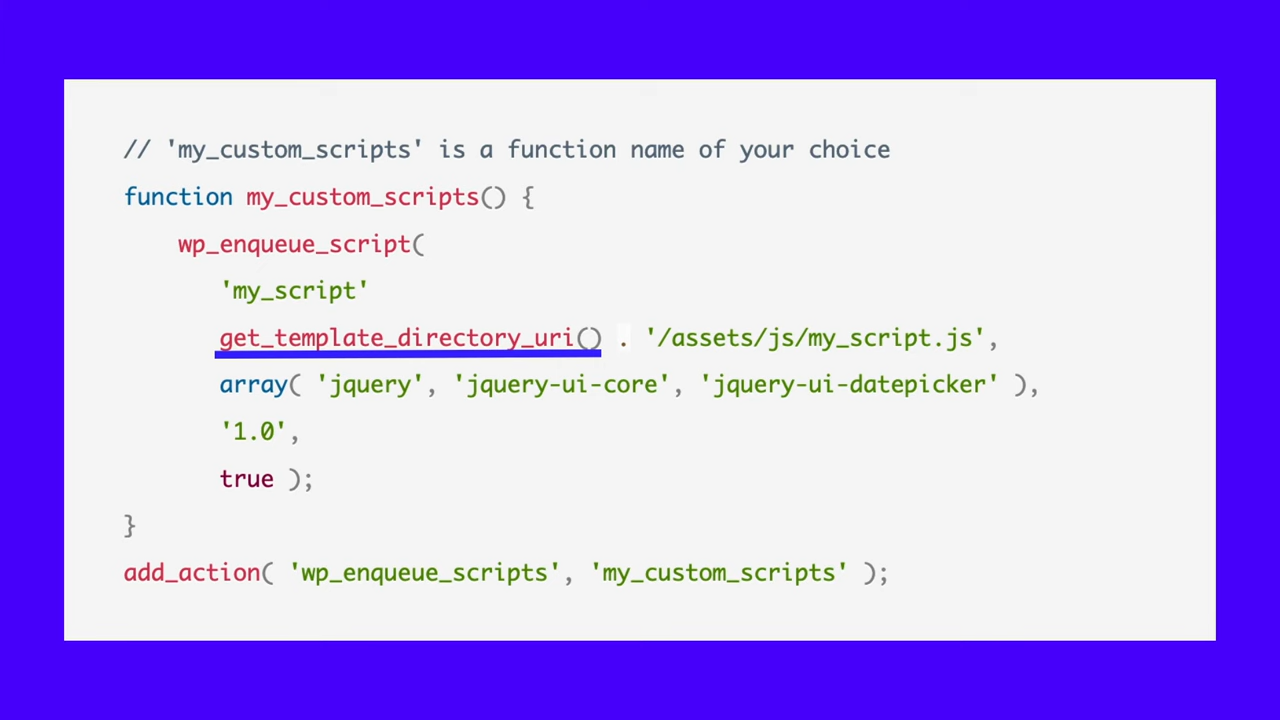 // 'my_custom_scripts' is a function name of your choice
function my_custom_scripts() {
wp_enqueue_script(
'my_script'
get_template_directory_uri() . '/assets/js/my_script.js',
array( 'jquery', 'jquery-ui-core', 'jquery-ui-datepicker' ),
'1.0',
true );
}
add_action( 'wp_enqueue_scripts', 'my_custom_scripts' );